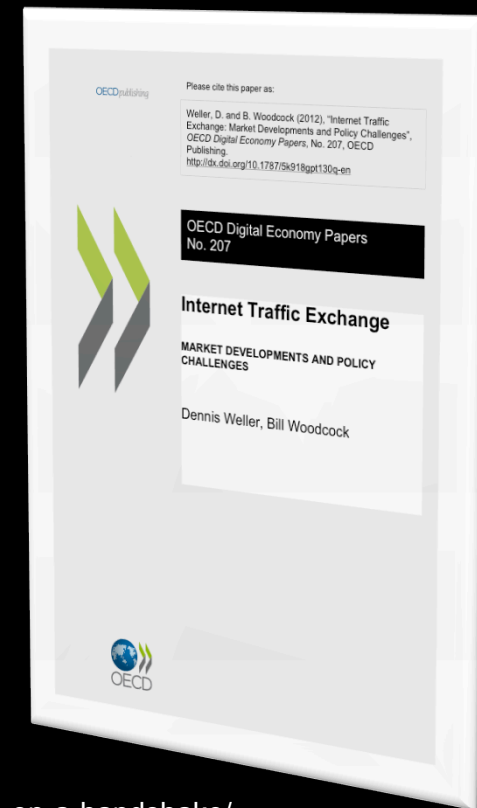 OECDpublishing
Please cite this paper as:
Weller, D. and B. Woodcock (2012), "Internet Traffic
Exchange: Market Developments and Policy Challenges",
OECD Digital Economy Papers, No. 207, OECD
Publishing.
http://dx.doi.org/10.1787/5k918gpt130q-en
OECD Digital Economy Papers
No. 207
Internet Traffic Exchange
MARKET DEVELOPMENTS AND POLICY
CHALLENGES
Dennis Weller, Bill Woodcock
OECD
on-a-handshake/